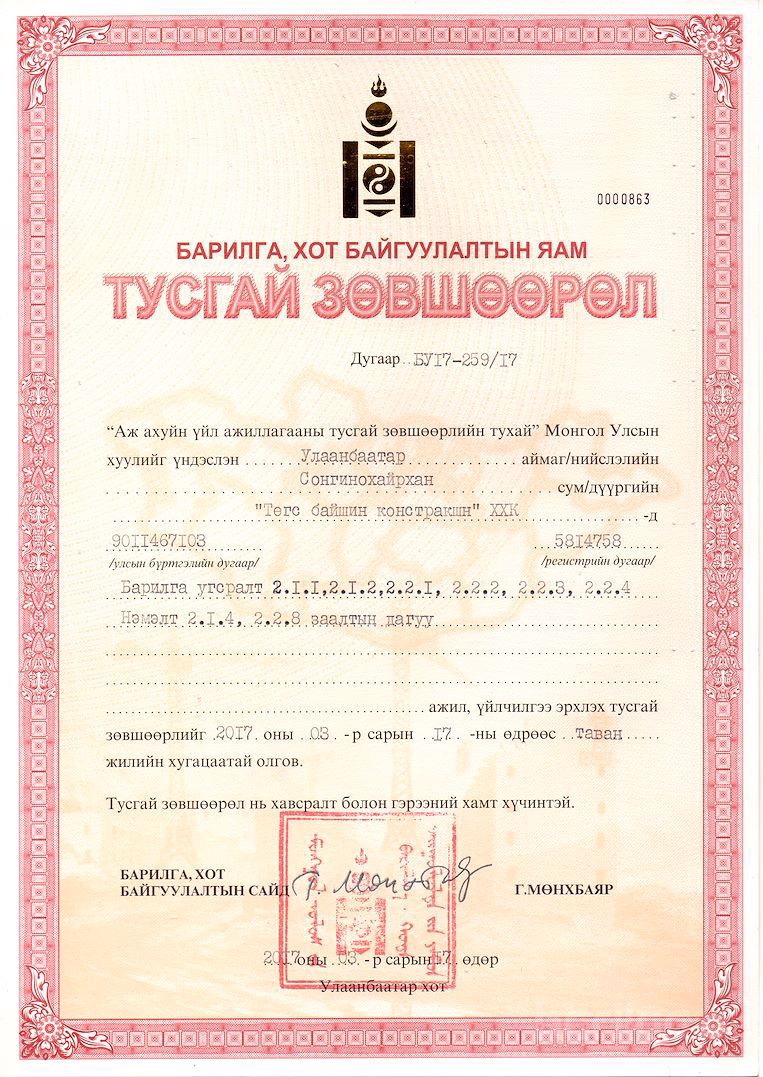 0000863
БАРИЛГА, ХОТ БАЙГУУЛАЛТЫН ЯАМ
ТУСГАЙ ЗӨВШӨӨРӨЛ
Дугаар БУ17-259/17
“Аж ахуйн үйл ажиллагааны тусгай зөвшөөрлийн тухай” Монгол Улсын
хуулийг үндэслэн Улаанбаатар аймаг/нийслэлийн
Сонгинохайрхан сум/дүүргийн
"Төгс байшин констракшн" ХХК -д
9011467103 5814758
/улсын бүртгэлийн дугаар/ /регистрийн дугаар/
Барилга угсралт 2.1.1,2.1.2,2.2.1, 2.2.2, 2.2.3, 2.2.4
Нэмэлт 2.1.4, 2.2.8 заалтын дагуу
ажил, үйлчилгээ эрхлэх тусгай
зөвшөөрлийг 2017 оны 03 -р сарын 17 -ны өдрөөс таван
жилийн хугацаатай олгов.
Тусгай зөвшөөрөл нь хавсралт болон гэрээний хамт хүчинтэй.
БАРИЛГА, ХОТ
БАЙГУУЛАЛТЫН САЙД Г.МӨНХБАЯР
2017 оны 03 -р сарын 17 өдөр
Улаанбаатар хот